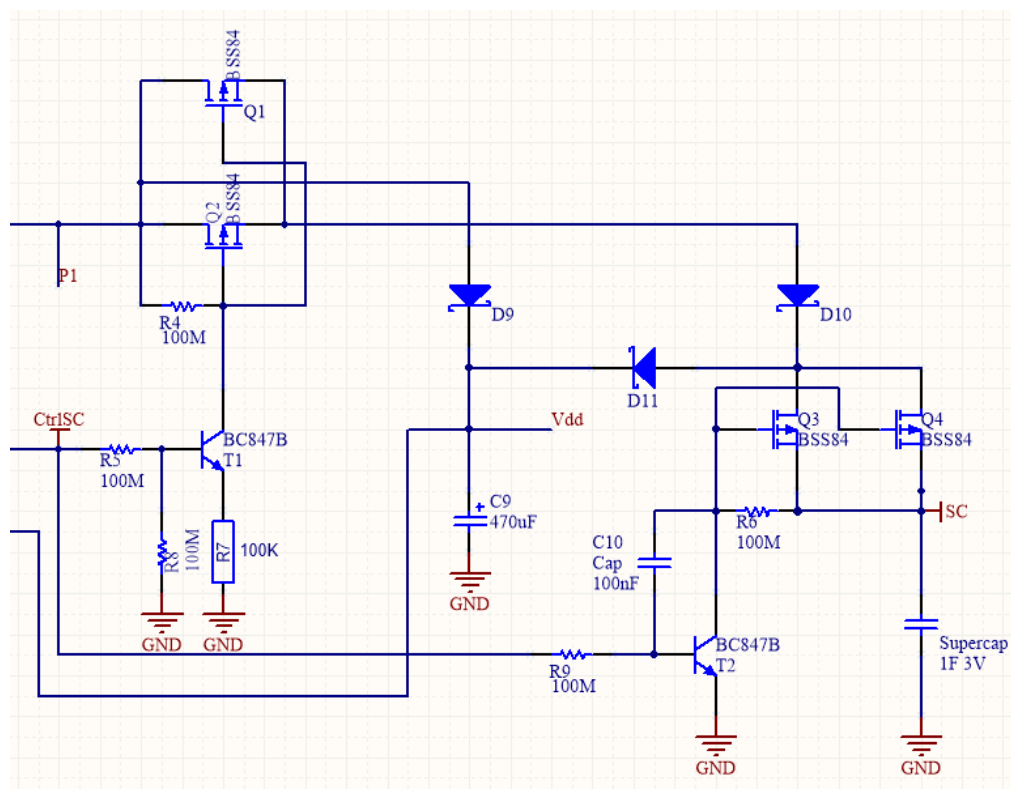 BSS84
Q1
Q2
BSS84
P1
R4
100M
D9
D10
D11
CtrlSC
R5
100M
BC847B
T1
Vdd
Q3
BSS84
Q4
BSS84
C9
+
470uF
R8
100M
R7
100K
GND
GND
GND
SC
R6
100M
C10
Cap
100nF
R9
100M
BC847B
T2
Supercap
1F 3V
GND
GND